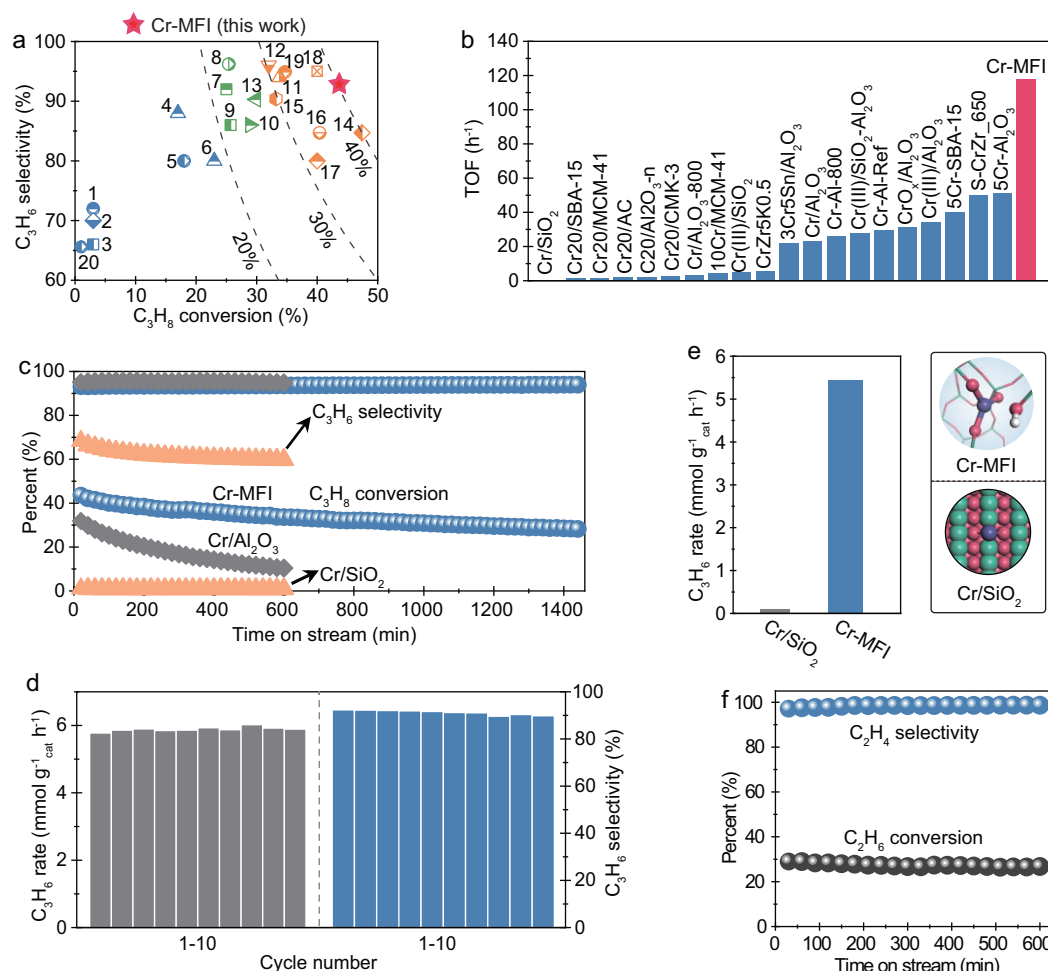 Cr-MFI (this work)
a
C₃H₆ selectivity (%)
100
90
80
70
60
0
10
20
30
40
50
C₃H₈ conversion (%)
1
2
3
20
4
5
6
7
8
9
10
11
12
13
14
15
16
17
18
19
20%
30%
40%
b
TOF (h⁻¹)
140
120
100
80
60
40
20
0
Cr/SiO₂
Cr20/SBA-15
Cr20/MCM-41
Cr20/AC
C20/Al2O₃-n
Cr20/CMK-3
Cr/Al₂O₃-800
10Cr/MCM-41
Cr(III)/SiO₂
CrZr5K0.5
3Cr5Sn/Al₂O₃
Cr/Al₂O₃
Cr-Al-800
Cr(III)/SiO₂-Al₂O₃
Cr-Al-Ref
CrOₓ/Al₂O₃
Cr(III)/Al₂O₃
5Cr-SBA-15
S-CrZr_650
5Cr-Al₂O₃
Cr-MFI
c
Percent (%)
100
80
60
40
20
0
C₃H₆ selectivity
Cr-MFI
C₃H₈ conversion
Cr/Al₂O₃
Cr/SiO₂
0
200
400
600
800
1000
1200
1400
Time on stream (min)
e
C₃H₆ rate (mmol g⁻¹cat h⁻¹)
6
5
4
3
2
1
0
Cr/SiO₂
Cr-MFI
Cr-MFI
Cr/SiO₂
d
C₃H₆ rate (mmol g⁻¹cat h⁻¹)
6
4
2
0
1-10
1-10
Cycle number
100
80
60
40
20
0
C₃H₆ selectivity (%)
f
Percent (%)
100
80
60
40
20
0
C₂H₄ selectivity
C₂H₆ conversion
0
100
200
300
400
500
600
Time on stream (min)